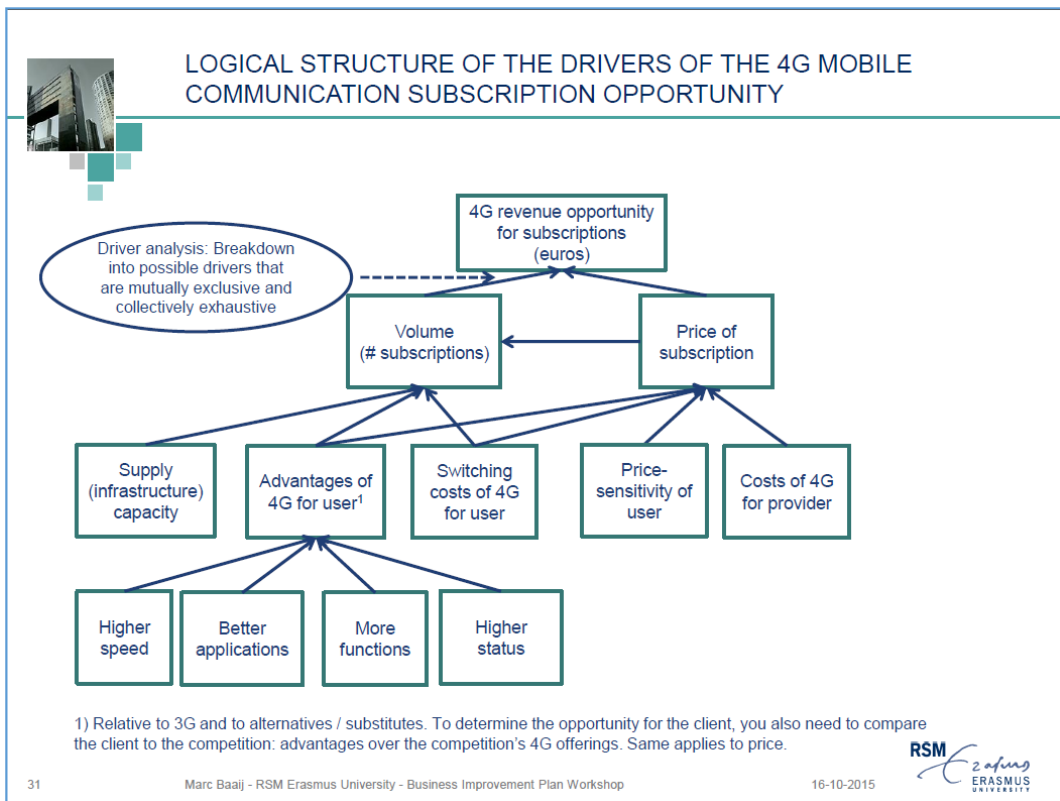 LOGICAL STRUCTURE OF THE DRIVERS OF THE 4G MOBILE
COMMUNICATION SUBSCRIPTION OPPORTUNITY
4G revenue opportunity
for subscriptions
(euros)
Driver analysis: Breakdown
into possible drivers that
are mutually exclusive and
collectively exhaustive
Volume
(# subscriptions)
Price of
subscription
Supply
(infrastructure)
capacity
Advantages of
4G for user1
Switching
costs of 4G
for user
Price-
sensitivity of
user
Costs of 4G
for provider
Higher
speed
Better
applications
More
functions
Higher
status
1) Relative to 3G and to alternatives / substitutes. To determine the opportunity for the client, you also need to compare
the client to the competition: advantages over the competition's 4G offerings. Same applies to price.
31
Marc Baaij - RSM Erasmus University - Business Improvement Plan Workshop
16-10-2015
RSM
Erasmus
ERASMUS
UNIVERSITY